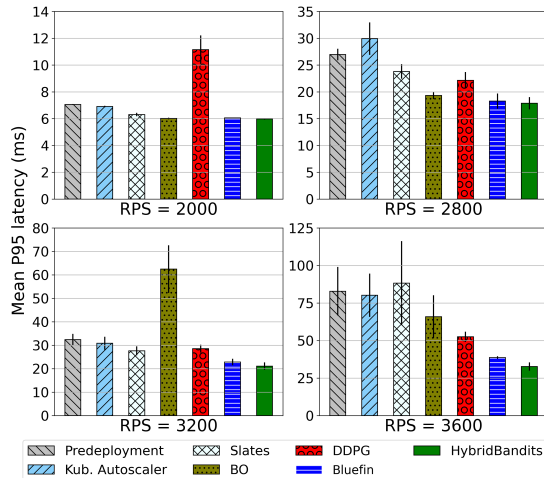 Mean P95 latency (ms)
14
12
10
8
6
4
2
0
RPS = 2000
40
35
30
25
20
15
10
5
0
RPS = 2800
80
70
60
50
40
30
20
10
0
RPS = 3200
125
100
75
50
25
0
RPS = 3600
Predeployment
Kub. Autoscaler
Slates
BO
DDPG
Bluefin
HybridBandits